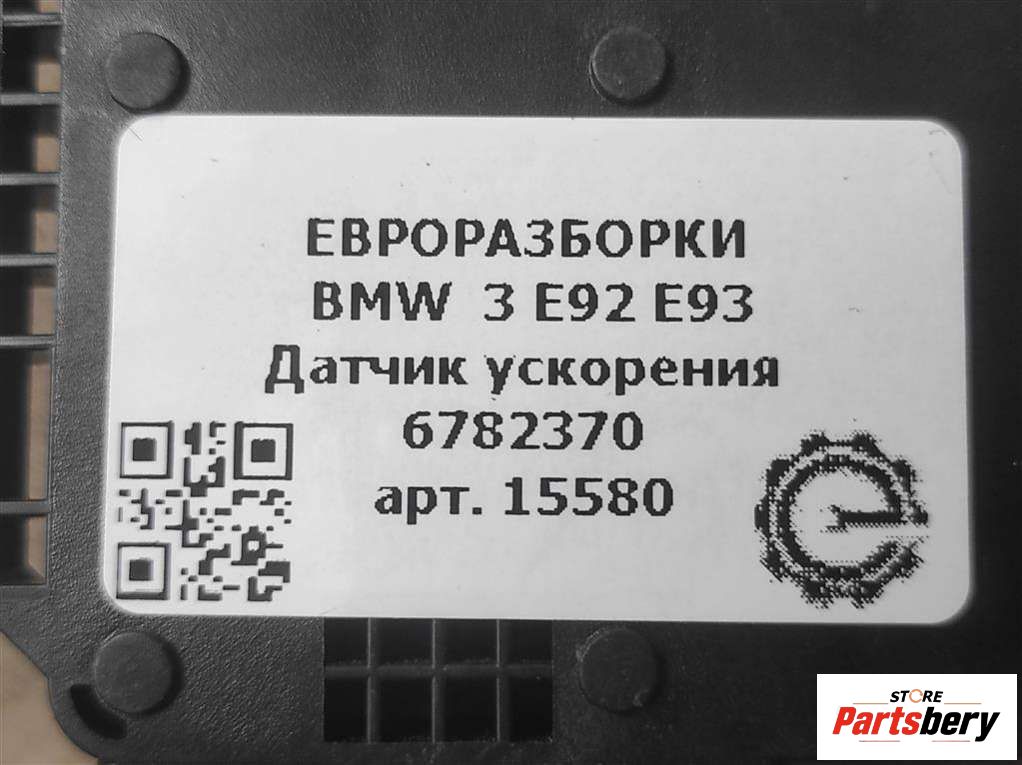 ЕВРОРАЗБОРКИ
BMW 3 E92 E93
Датчик ускорения
6782370
арт. 15580
STORE
Partsbery